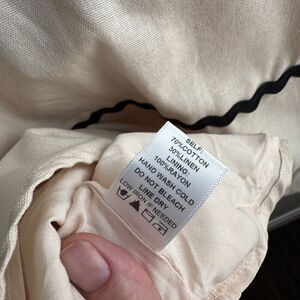 SELF:
70%COTTON
30%LINEN
LINING:
100%RAYON
HAND WASH COLD
DO NOT BLEACH
LINE DRY
LOW IRON IF NEEDED